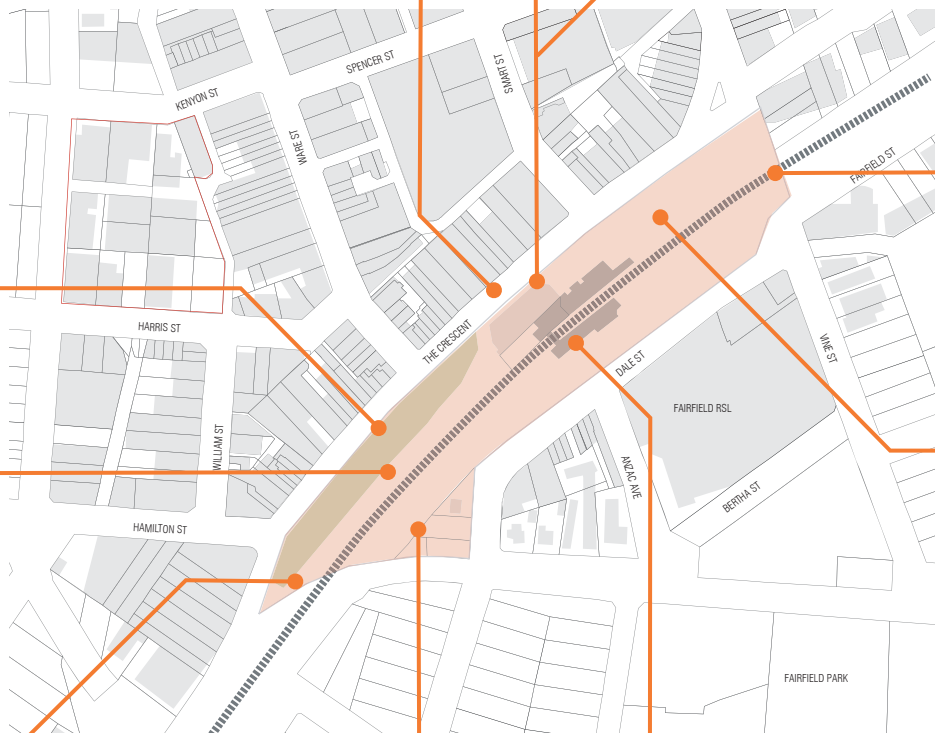 SPENCER ST
SMART ST
KENYON ST
WARE ST
FAIRFIELD ST
HARRIS ST
THE CRESCENT
DALE ST
VINE ST
FAIRFIELD RSL
WILLIAM ST
ANZAC AVE
BERTHA ST
HAMILTON ST
FAIRFIELD PARK